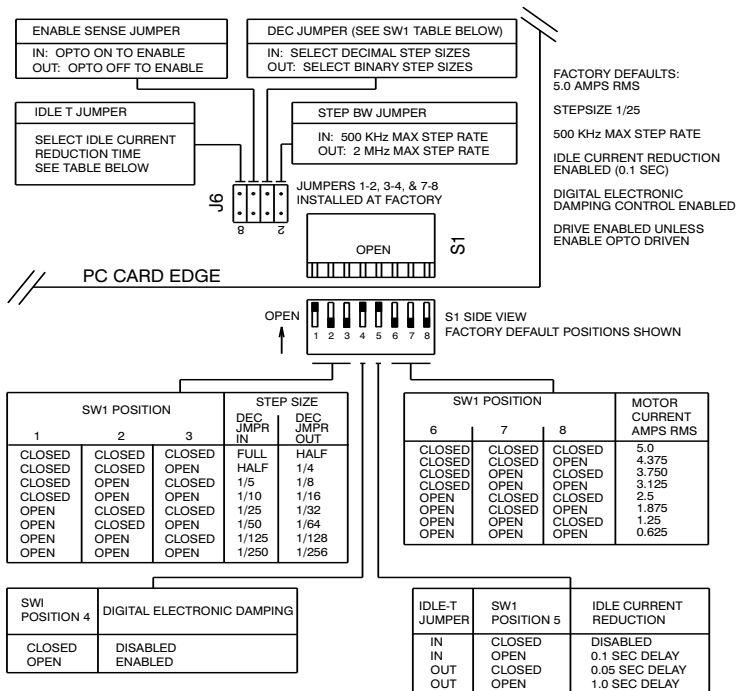 ENABLE SENSE JUMPER
IN: OPTO ON TO ENABLE
OUT: OPTO OFF TO ENABLE
DEC JUMPER (SEE SW1 TABLE BELOW)
IN: SELECT DECIMAL STEP SIZES
OUT: SELECT BINARY STEP SIZES
IDLE T JUMPER
SELECT IDLE CURRENT
REDUCTION TIME
SEE TABLE BELOW
STEP BW JUMPER
IN: 500 KHz MAX STEP RATE
OUT: 2 MHz MAX STEP RATE
FACTORY DEFAULTS:
5.0 AMPS RMS
STEPSIZE 1/25
500 KHz MAX STEP RATE
IDLE CURRENT REDUCTION
ENABLED (0.1 SEC)
DIGITAL ELECTRONIC
DAMPING CONTROL ENABLED
DRIVE ENABLED UNLESS
ENABLE OPTO DRIVEN
J6
8 2
JUMPERS 1-2, 3-4, & 7-8
INSTALLED AT FACTORY
OPEN
S1
PC CARD EDGE
OPEN
1 2 3 4 5 6 7 8
S1 SIDE VIEW
FACTORY DEFAULT POSITIONS SHOWN
SW1 POSITION STEP SIZE
1 2 3 DEC JMPR IN DEC JMPR OUT
CLOSED CLOSED CLOSED FULL HALF
CLOSED CLOSED OPEN HALF 1/4
CLOSED OPEN CLOSED 1/5 1/8
CLOSED OPEN OPEN 1/10 1/16
OPEN CLOSED CLOSED 1/25 1/32
OPEN CLOSED OPEN 1/50 1/64
OPEN OPEN CLOSED 1/125 1/128
OPEN OPEN OPEN 1/250 1/256
SW1 POSITION MOTOR CURRENT AMPS RMS
6 7 8
CLOSED CLOSED CLOSED 5.0
CLOSED CLOSED OPEN 4.375
CLOSED OPEN CLOSED 3.750
CLOSED OPEN OPEN 3.125
OPEN CLOSED CLOSED 2.5
OPEN CLOSED OPEN 1.875
OPEN OPEN CLOSED 1.25
OPEN OPEN OPEN 0.625
SWI POSITION 4 DIGITAL ELECTRONIC DAMPING
CLOSED DISABLED
OPEN ENABLED
IDLE-T JUMPER SW1 POSITION 5 IDLE CURRENT REDUCTION
IN CLOSED DISABLED
IN OPEN 0.1 SEC DELAY
OUT CLOSED 0.05 SEC DELAY
OUT OPEN 1.0 SEC DELAY